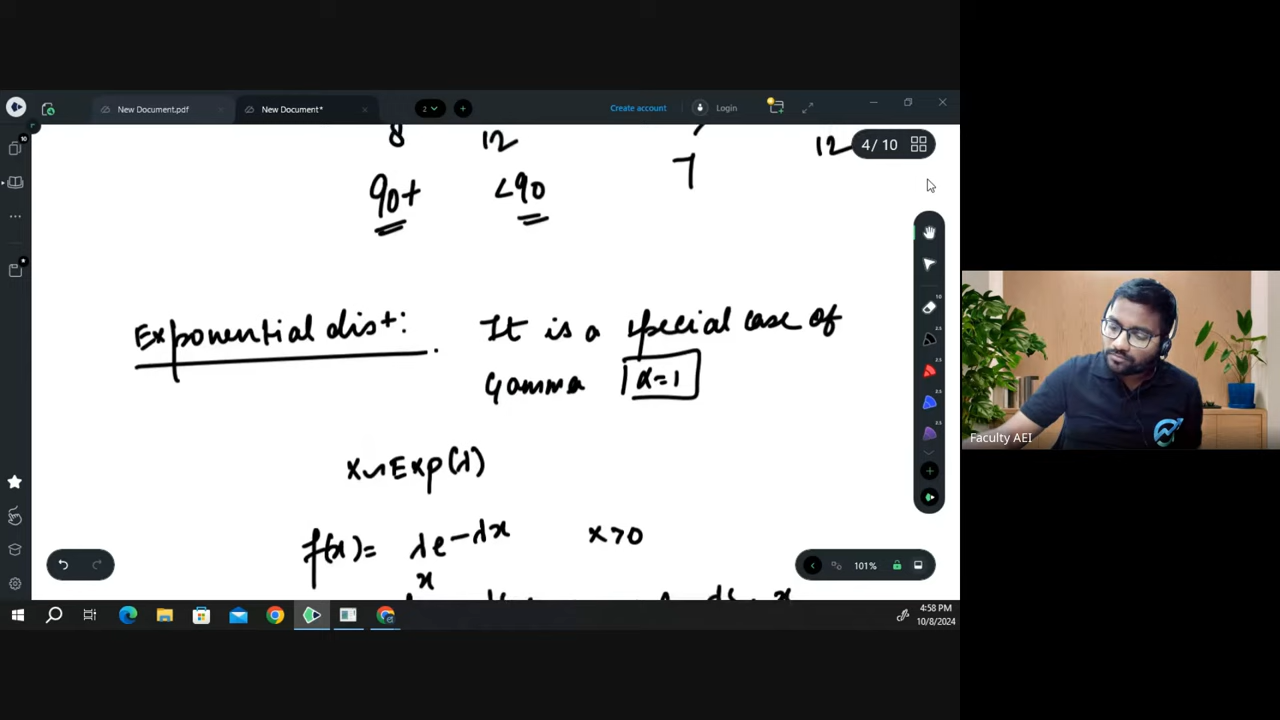 New Document.pdf
New Document*
2
Create account
Login
8 12
7
12
4 / 10
90+ <90
Exponential dist: It is a special case of
Gamma α=1
X~Exp(λ)
f(x)= λe-λx x>0
x
Faculty AEI
101%
4:58 PM
10/8/2024